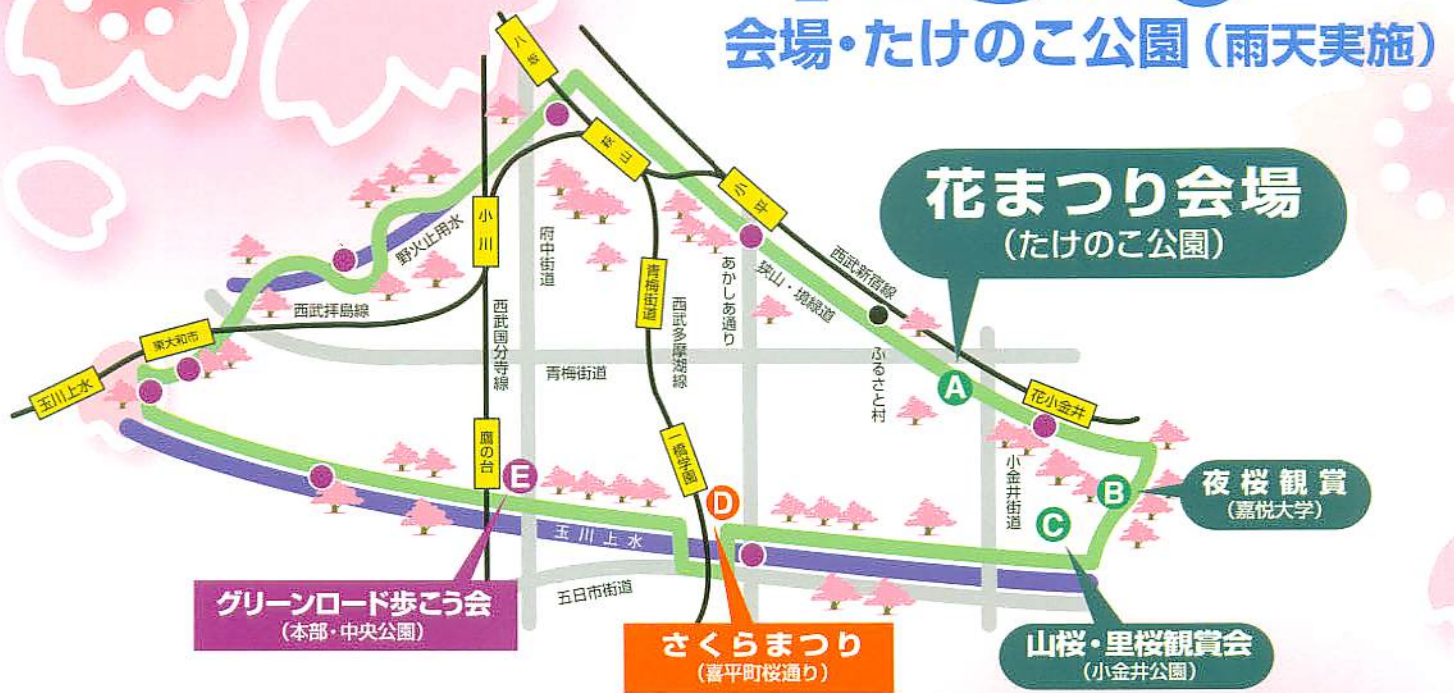 会場・たけのこ公園（雨天実施）
八坂
萩山
小平
小川
野火止用水
府中街道
西武新宿線
花まつり会場
（たけのこ公園）
あかしあ通り
狭山・境緑道
青梅街道
西武拝島線
西武国分寺線
西武多摩湖線
東大和市
玉川上水
青梅街道
ふるさと村
A
花小金井
鷹の台
一橋学園
小金井街道
E
D
B
C
夜桜観賞
（嘉悦大学）
玉川上水
五日市街道
グリーンロード歩こう会
（本部・中央公園）
さくらまつり
（喜平町桜通り）
山桜・里桜観賞会
（小金井公園）